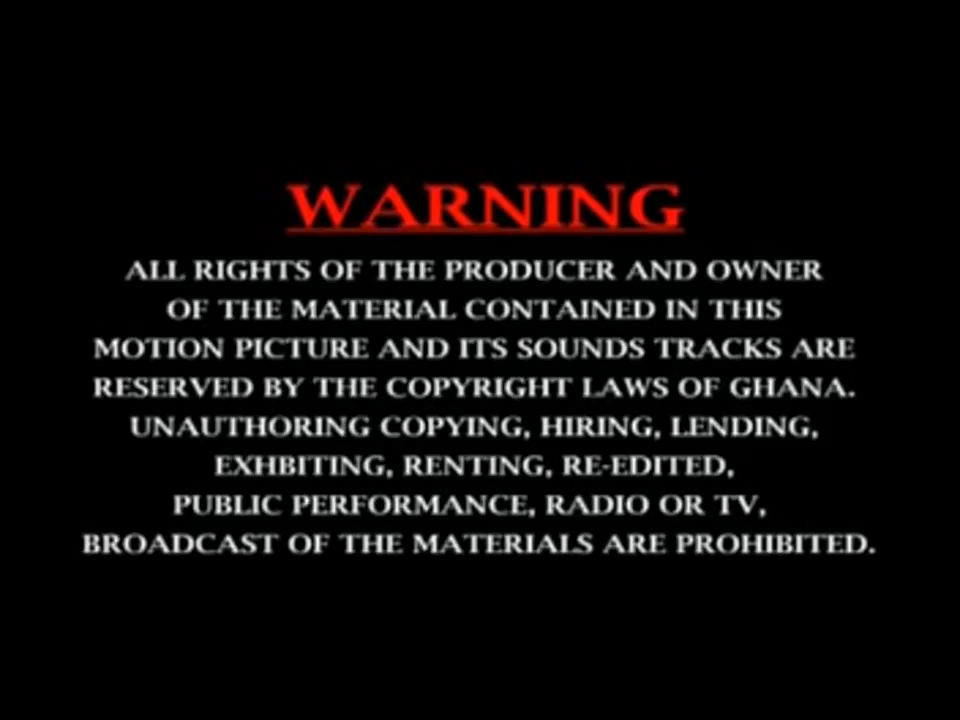 WARNING
ALL RIGHTS OF THE PRODUCER AND OWNER
OF THE MATERIAL CONTAINED IN THIS
MOTION PICTURE AND ITS SOUNDS TRACKS ARE
RESERVED BY THE COPYRIGHT LAWS OF GHANA.
UNAUTHORING COPYING, HIRING, LENDING,
EXHBITING, RENTING, RE-EDITED,
PUBLIC PERFORMANCE, RADIO OR TV,
BROADCAST OF THE MATERIALS ARE PROHIBITED.